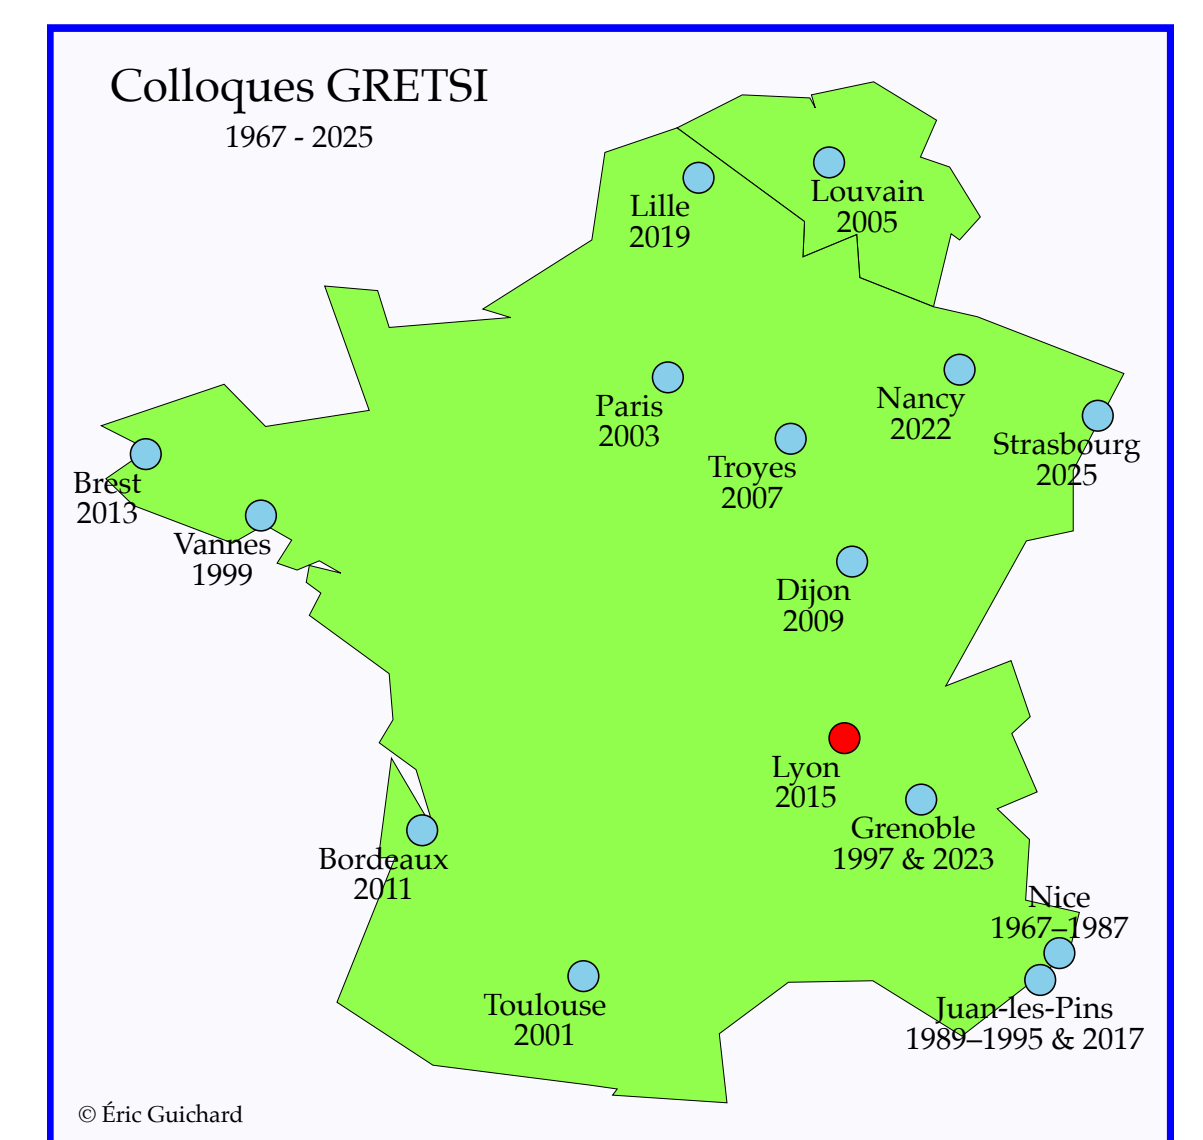 Colloques GRETSI
1967 - 2025
Louvain
2005
Lille
2019
Paris
2003
Nancy
2022
Troyes
2007
Strasbourg
2025
Brest
2013
Vannes
1999
Dijon
2009
Lyon
2015
Grenoble
1997 & 2023
Bordeaux
2011
Nice
1967–1987
Toulouse
2001
Juan-les-Pins
1989–1995 & 2017
© Éric Guichard